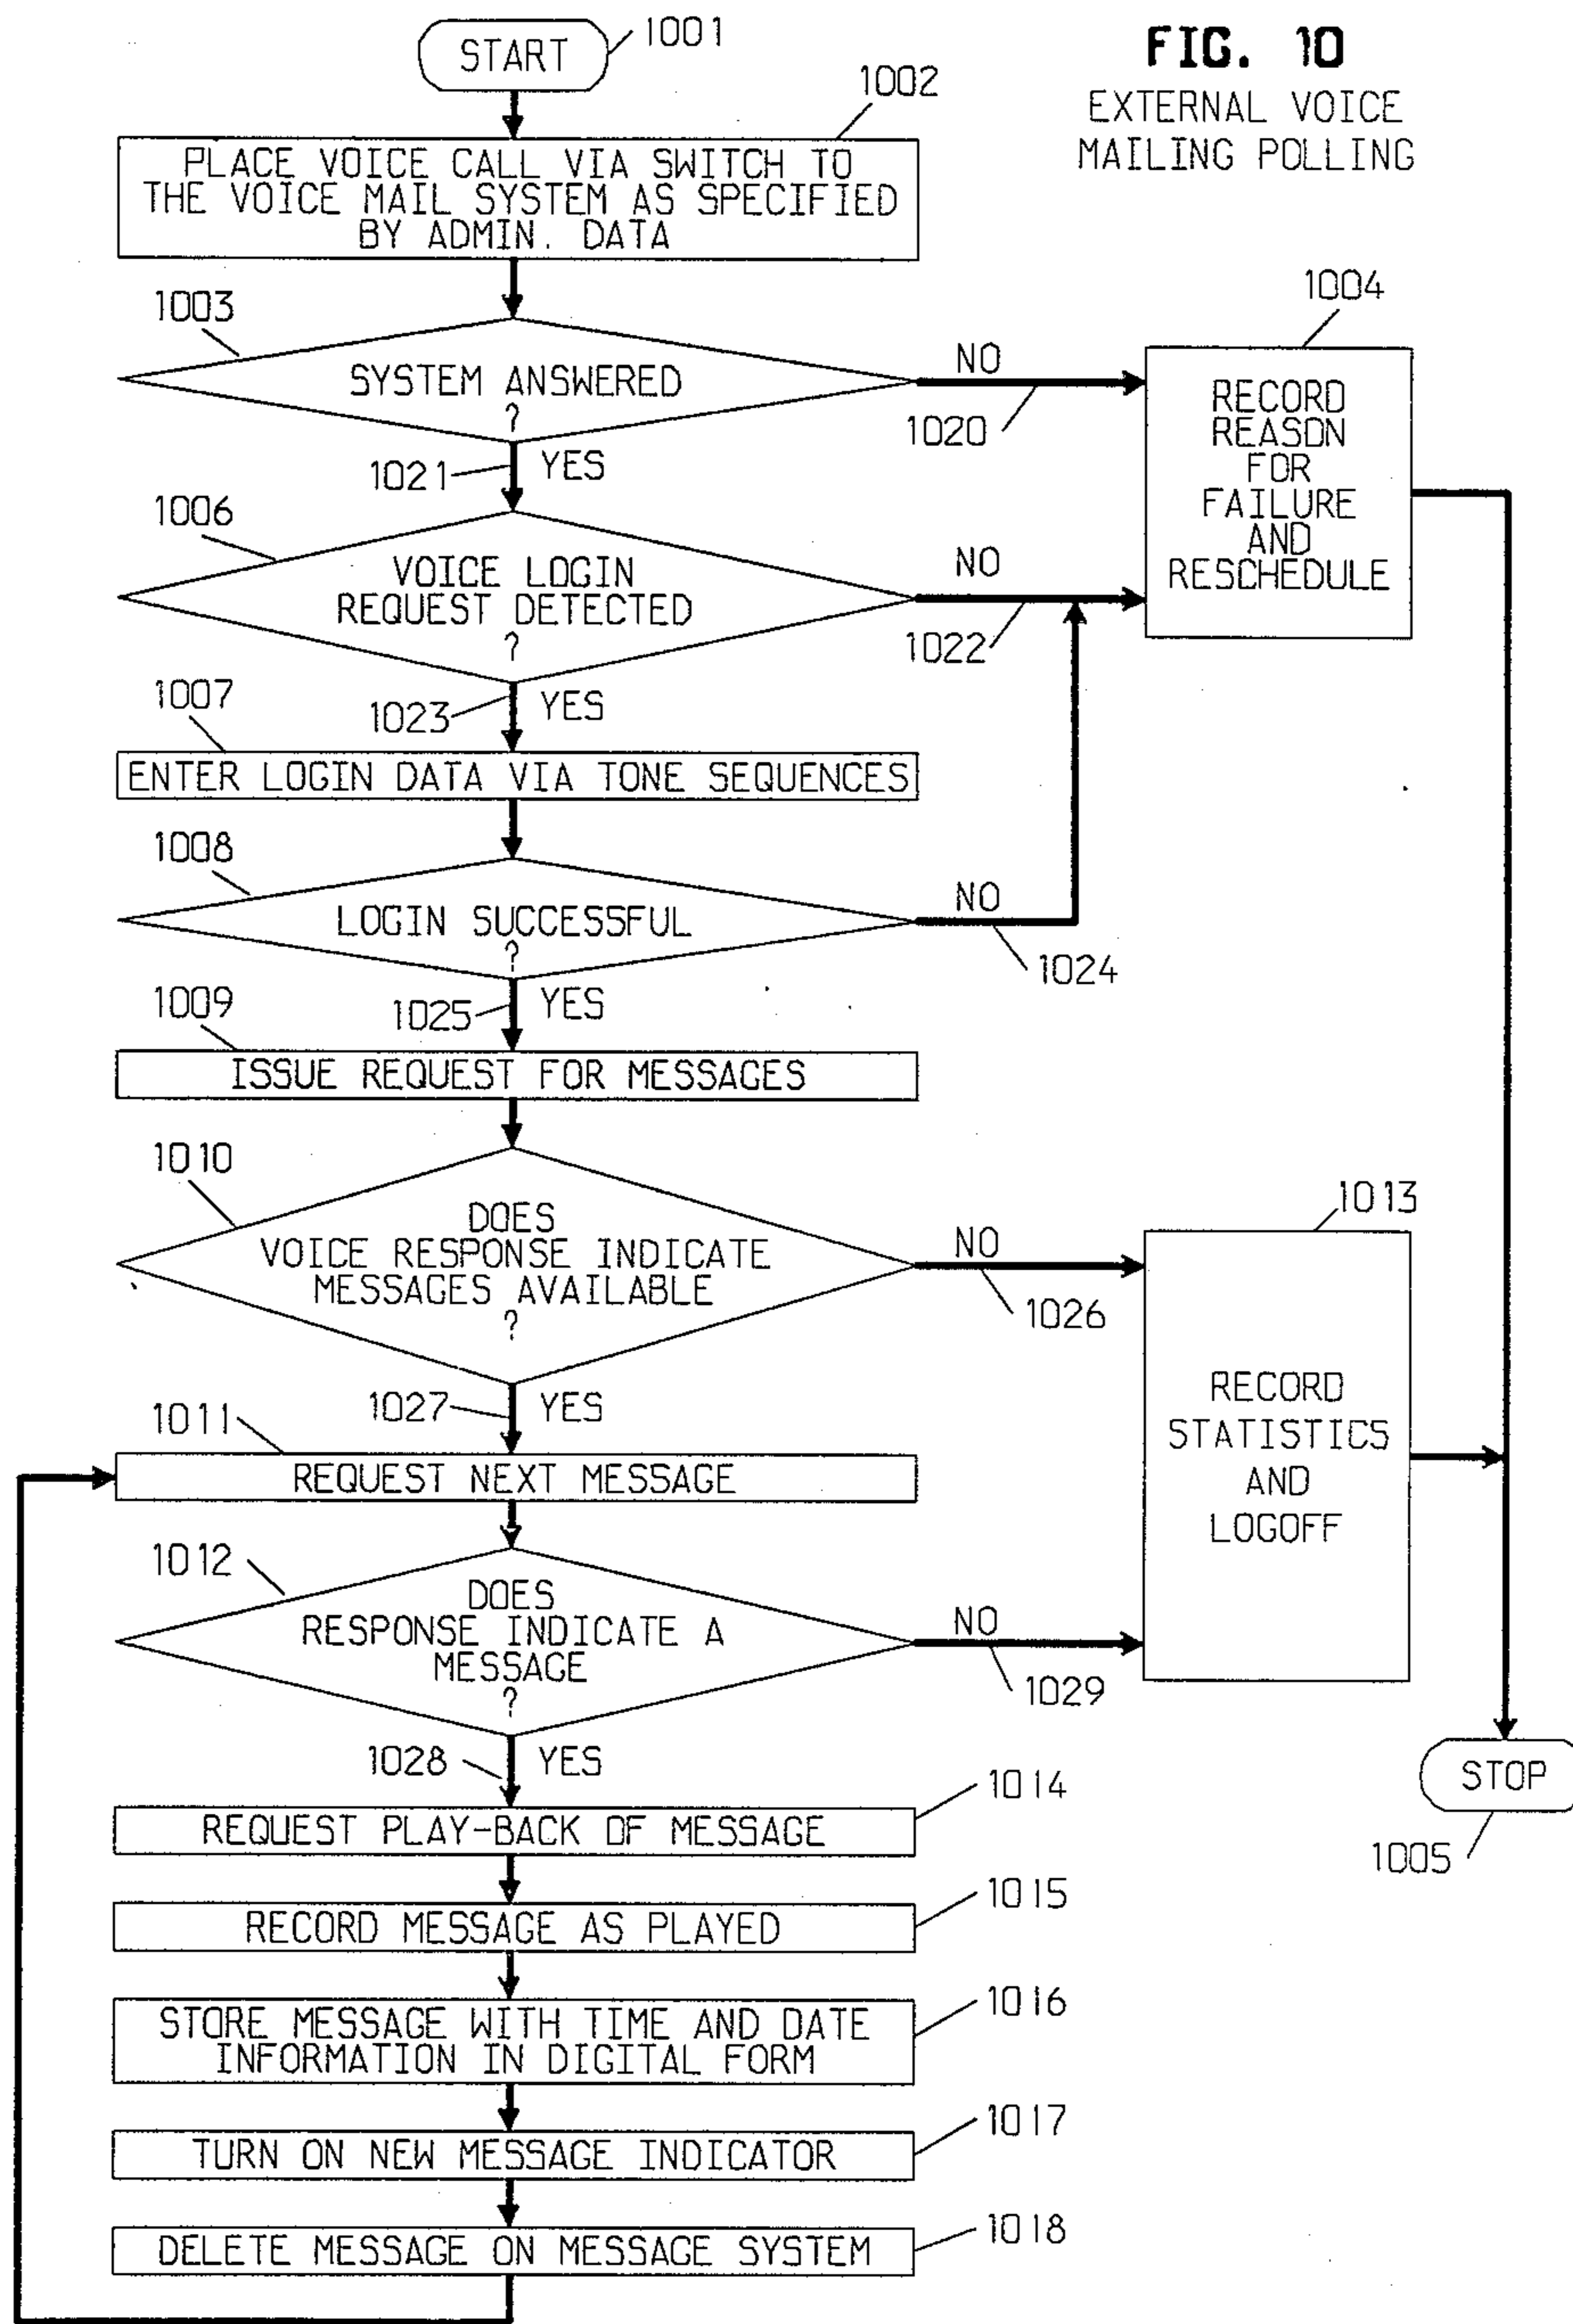 FIG. 10
EXTERNAL VOICE
MAILING POLLING
1001
START
1002
PLACE VOICE CALL VIA SWITCH TO
THE VOICE MAIL SYSTEM AS SPECIFIED
BY ADMIN. DATA
1003
SYSTEM ANSWERED
?
NO
1020
1004
RECORD
REASON
FOR
FAILURE
AND
RESCHEDULE
1021
YES
1006
VOICE LOGIN
REQUEST DETECTED
?
NO
1022
1023
YES
1007
ENTER LOGIN DATA VIA TONE SEQUENCES
1008
LOGIN SUCCESSFUL
?
NO
1024
1025
YES
1009
ISSUE REQUEST FOR MESSAGES
1010
DOES
VOICE RESPONSE INDICATE
MESSAGES AVAILABLE
?
NO
1026
1013
RECORD
STATISTICS
AND
LOGOFF
1027
YES
1011
REQUEST NEXT MESSAGE
1012
DOES
RESPONSE INDICATE A
MESSAGE
?
NO
1029
1028
YES
STOP
1005
1014
REQUEST PLAY-BACK OF MESSAGE
1015
RECORD MESSAGE AS PLAYED
1016
STORE MESSAGE WITH TIME AND DATE
INFORMATION IN DIGITAL FORM
1017
TURN ON NEW MESSAGE INDICATOR
1018
DELETE MESSAGE ON MESSAGE SYSTEM